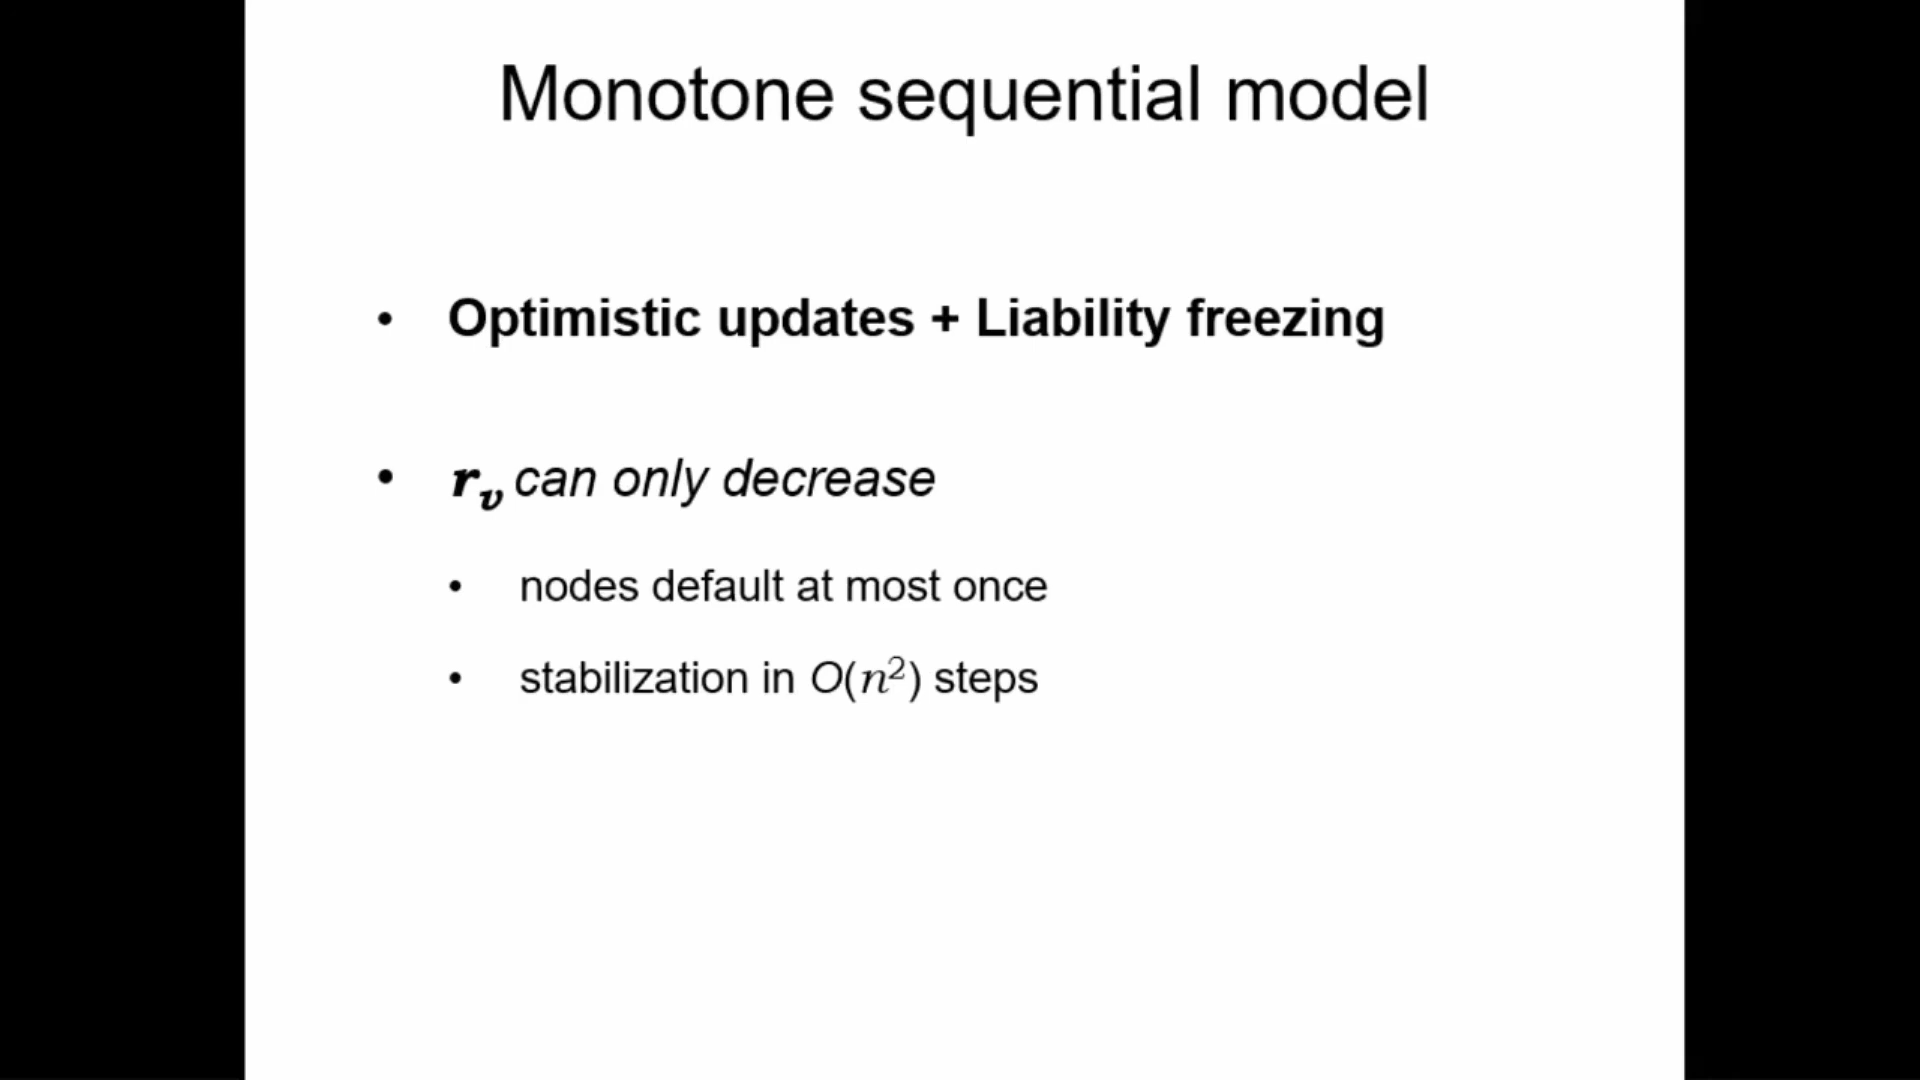 Monotone sequential model
• Optimistic updates + Liability freezing
• r_v can only decrease
• nodes default at most once
• stabilization in O(n²) steps